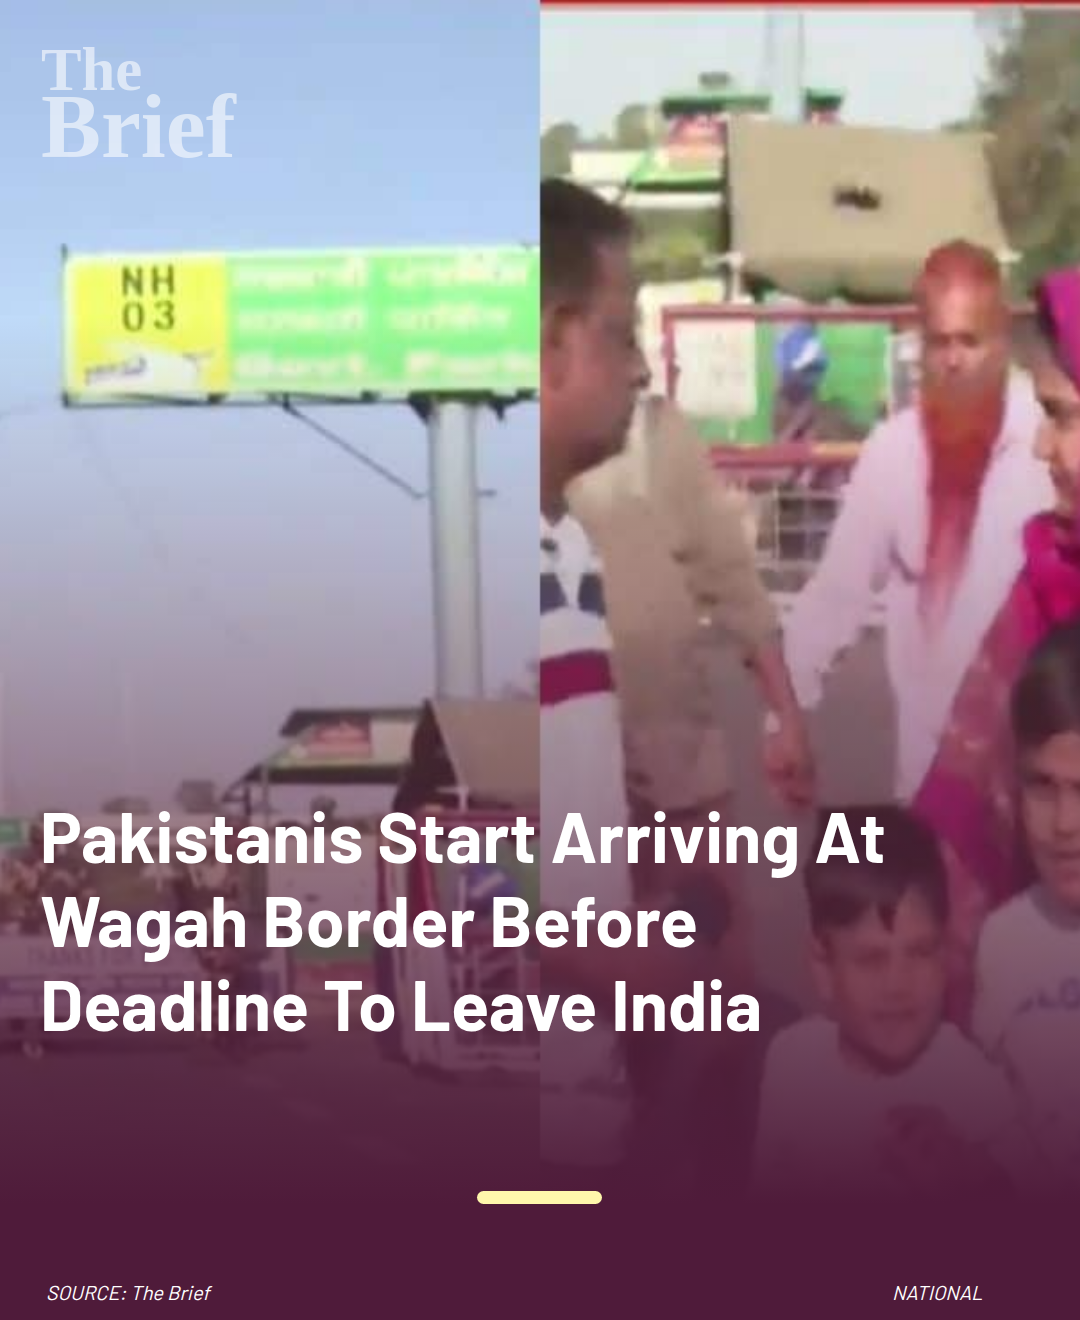 The
Brief
NH
03
Pakistanis Start Arriving At
Wagah Border Before
Deadline To Leave India
SOURCE: The Brief
NATIONAL